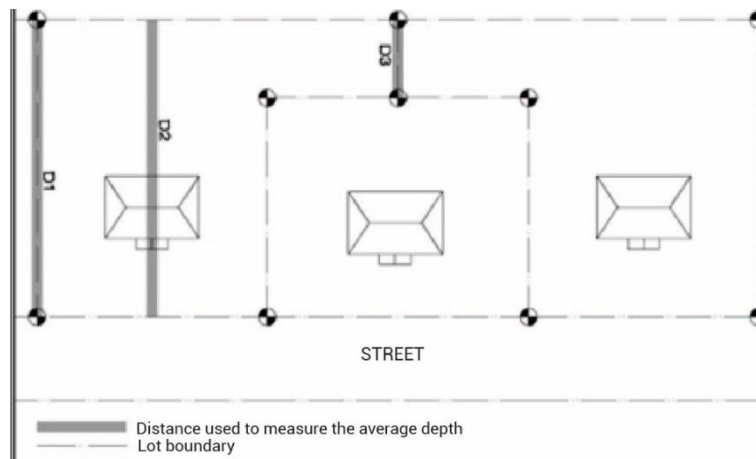 D3
D2
D1
STREET
Distance used to measure the average depth
Lot boundary